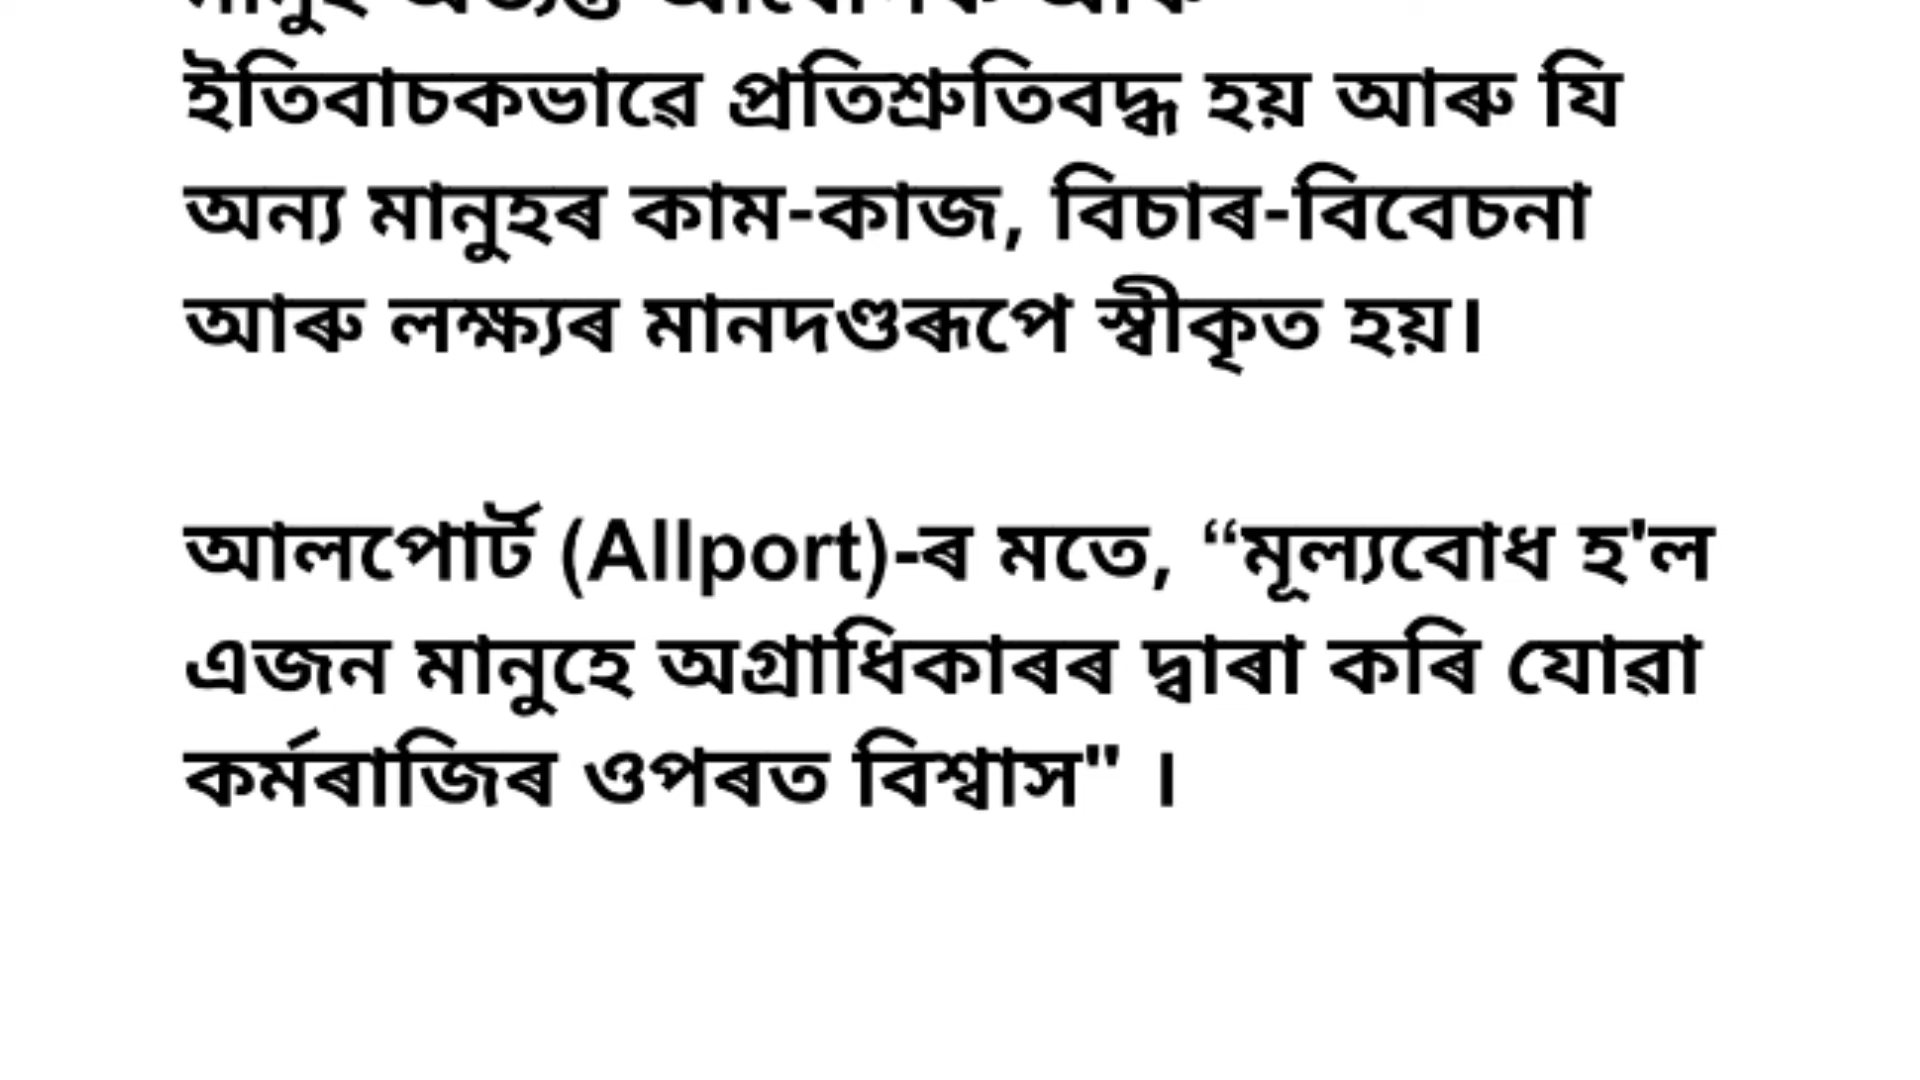 ইতিবাচকভাৱে প্ৰতিশ্ৰুতিবদ্ধ হয় আৰু যি
অন্য মানুহৰ কাম-কাজ, বিচাৰ-বিবেচনা
আৰু লক্ষ্যৰ মানদণ্ডৰূপে স্বীকৃত হয়।
আলপোৰ্ট (Allport)-ৰ মতে, “মূল্যবোধ হ'ল
এজন মানুহে অগ্ৰাধিকাৰৰ দ্বাৰা কৰি যোৱা
কৰ্মৰাজিৰ ওপৰত বিশ্বাস" ।